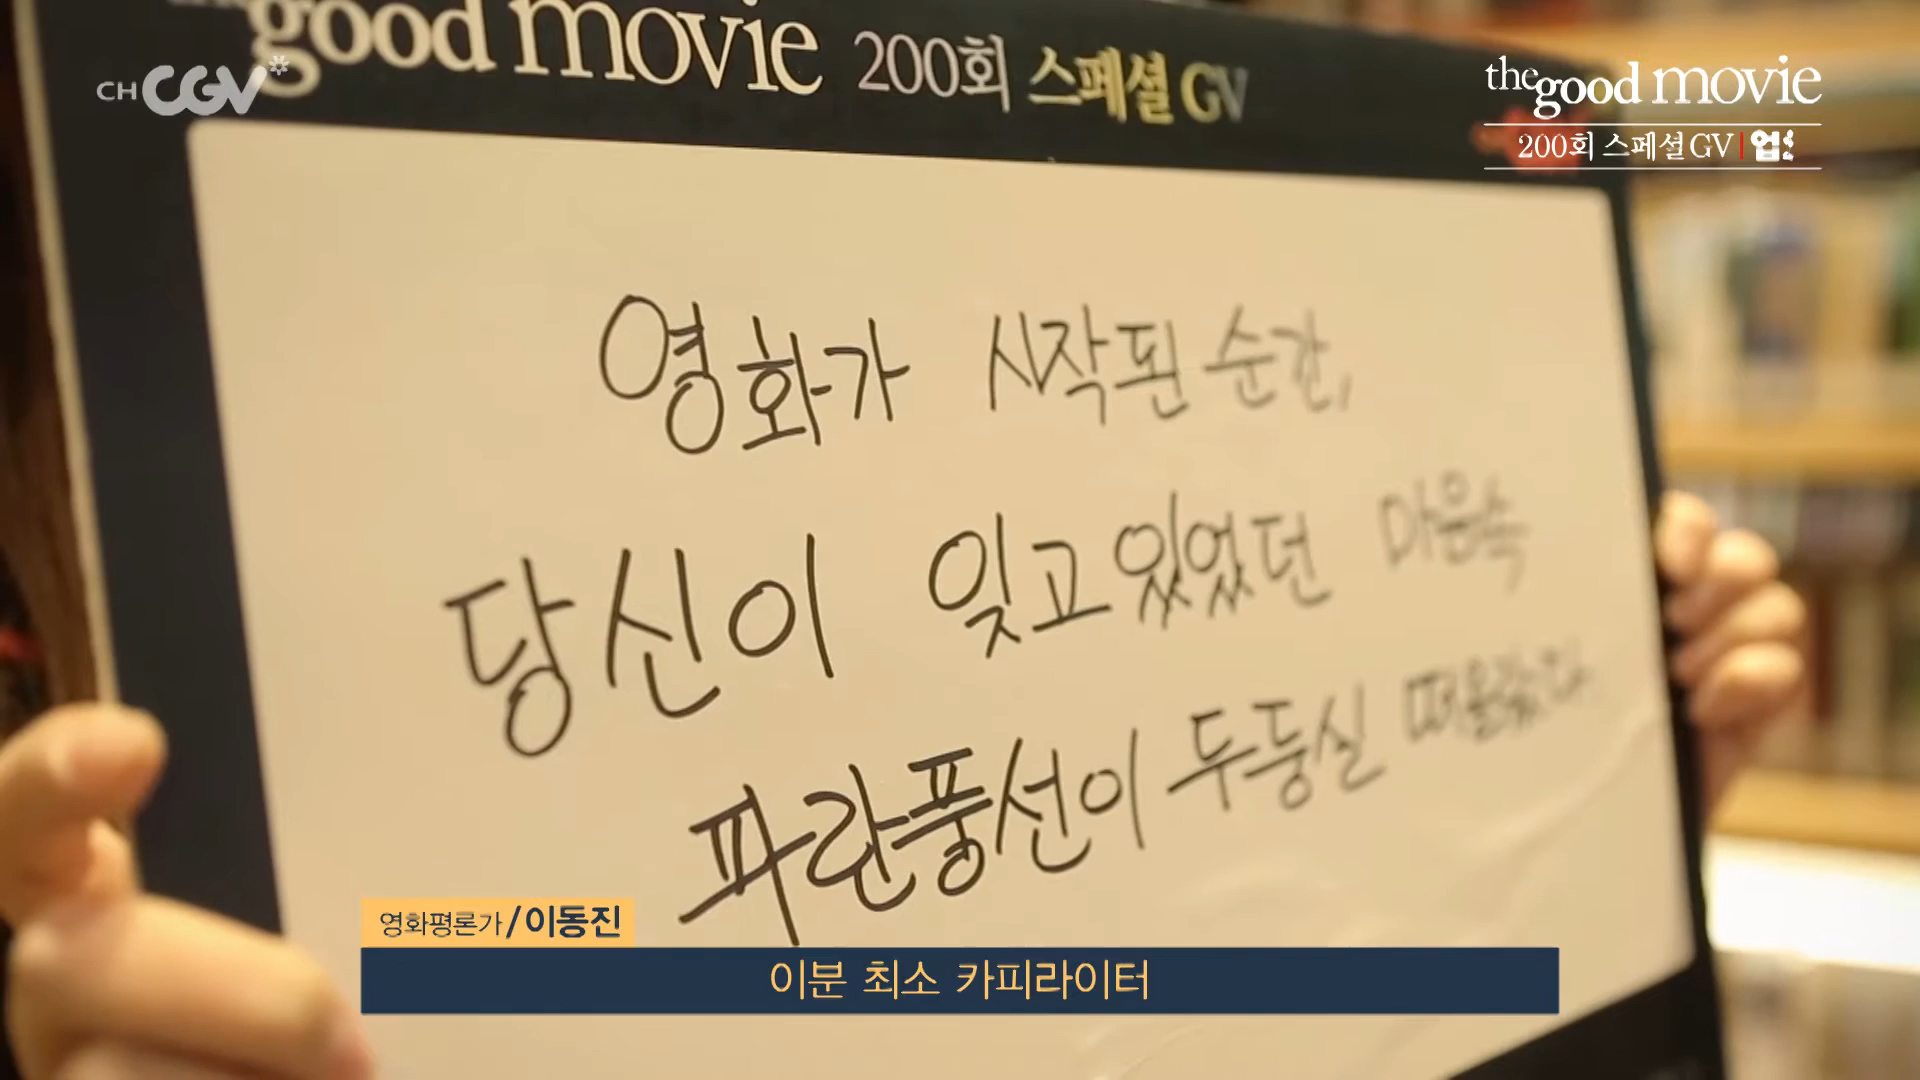 the good movie 200회 스페셜 GV
CH CGV
the good movie
200회 스페셜 GV | 업
영화가 시작된 순간,
당신이 잊고 있었던 마음속
파란풍선이 두둥실 떠올랐다
영화평론가 / 이동진
이분 최소 카피라이터